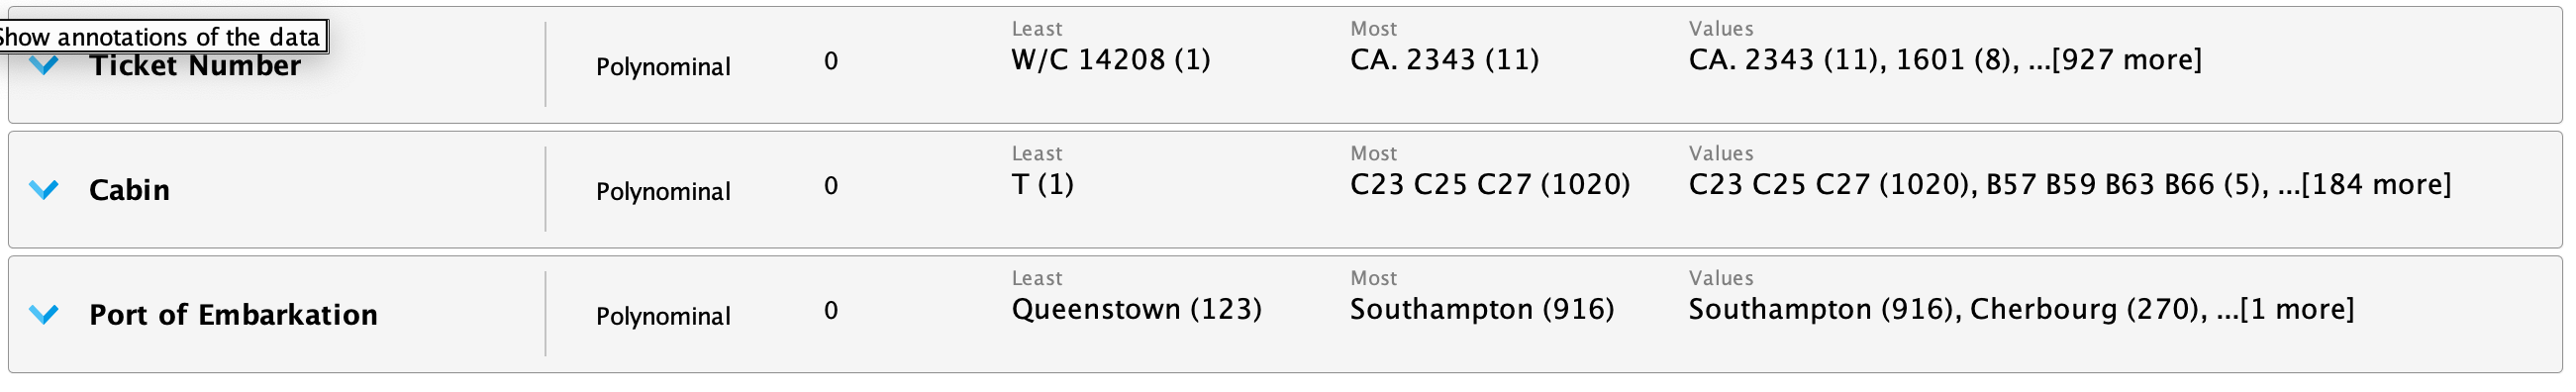 Show annotations of the data
Ticket Number Polynominal 0 Least W/C 14208 (1) Most CA. 2343 (11) Values CA. 2343 (11), 1601 (8), ...[927 more]
Cabin Polynominal 0 Least T (1) Most C23 C25 C27 (1020) Values C23 C25 C27 (1020), B57 B59 B63 B66 (5), ...[184 more]
Port of Embarkation Polynominal 0 Least Queenstown (123) Most Southampton (916) Values Southampton (916), Cherbourg (270), ...[1 more]